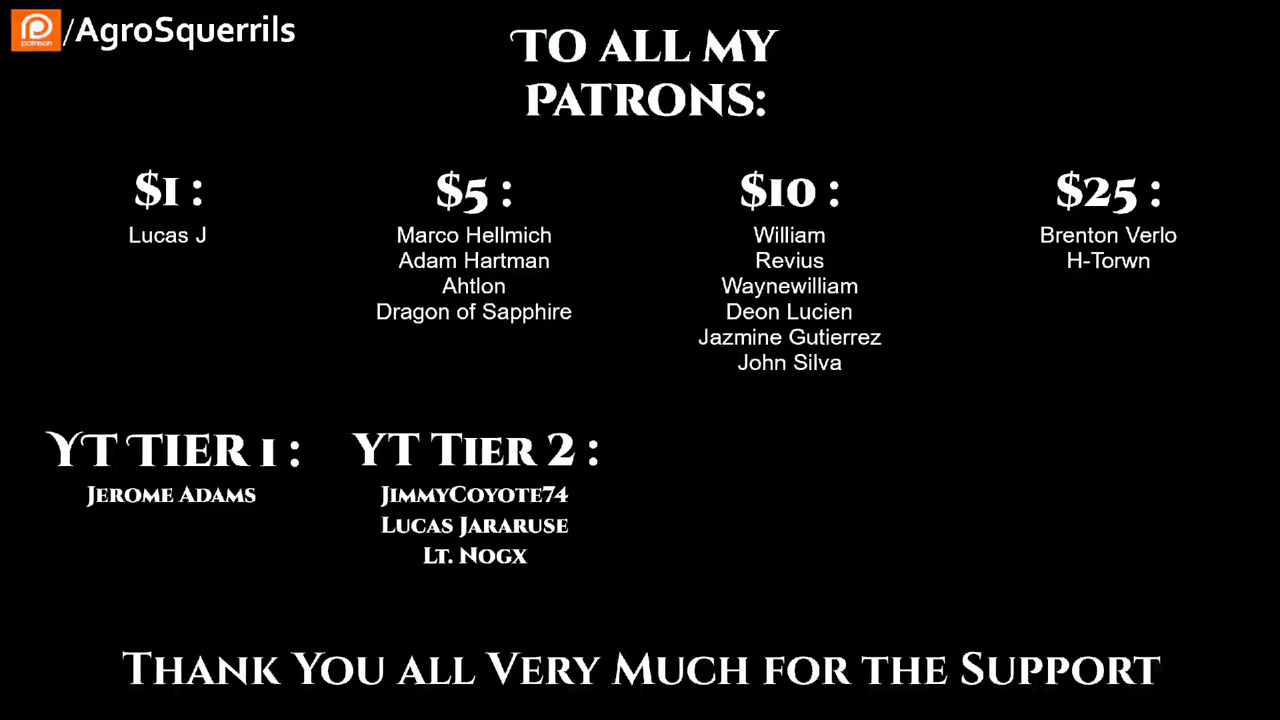 patreon
/AgroSquerrils
To all my
Patrons:
$1 :
Lucas J
$5 :
Marco Hellmich
Adam Hartman
Ahtlon
Dragon of Sapphire
$10 :
William
Revius
Waynewilliam
Deon Lucien
Jazmine Gutierrez
John Silva
$25 :
Brenton Verlo
H-Torwn
YT Tier 1 :
Jerome Adams
YT Tier 2 :
JimmyCoyote74
Lucas Jararuse
Lt. Nogx
Thank You all Very Much for the Support